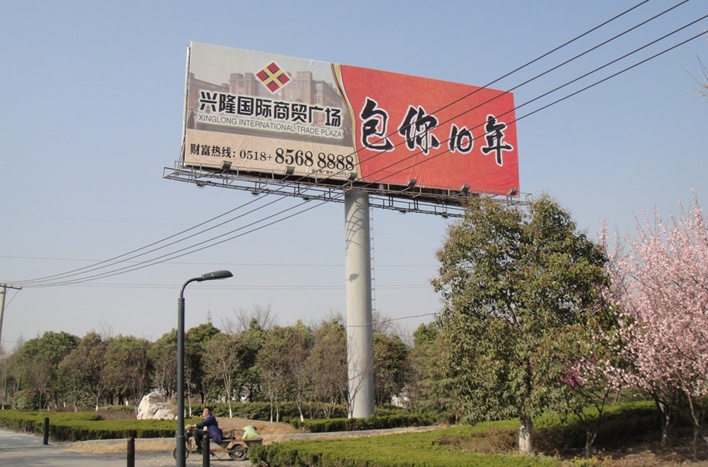 兴隆国际商贸广场
XINGLONG INTERNATIONAL TRADE PLAZA
财富热线：0518+8568 8888
包你10年